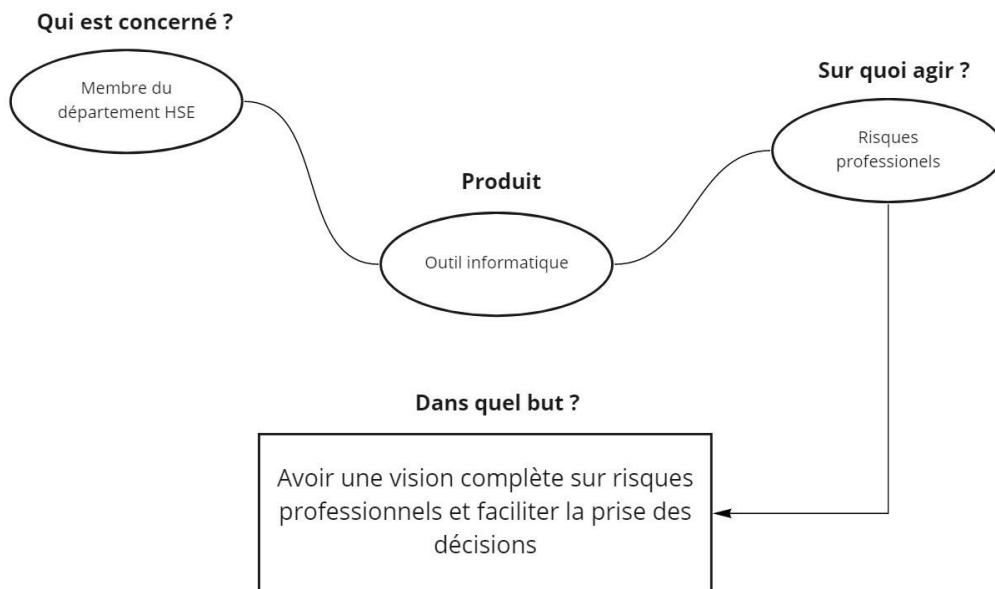 Qui est concerné ?
Membre du
département HSE
Sur quoi agir ?
Risques
professionels
Produit
Outil informatique
Dans quel but ?
Avoir une vision complète sur risques
professionnels et faciliter la prise des
décisions